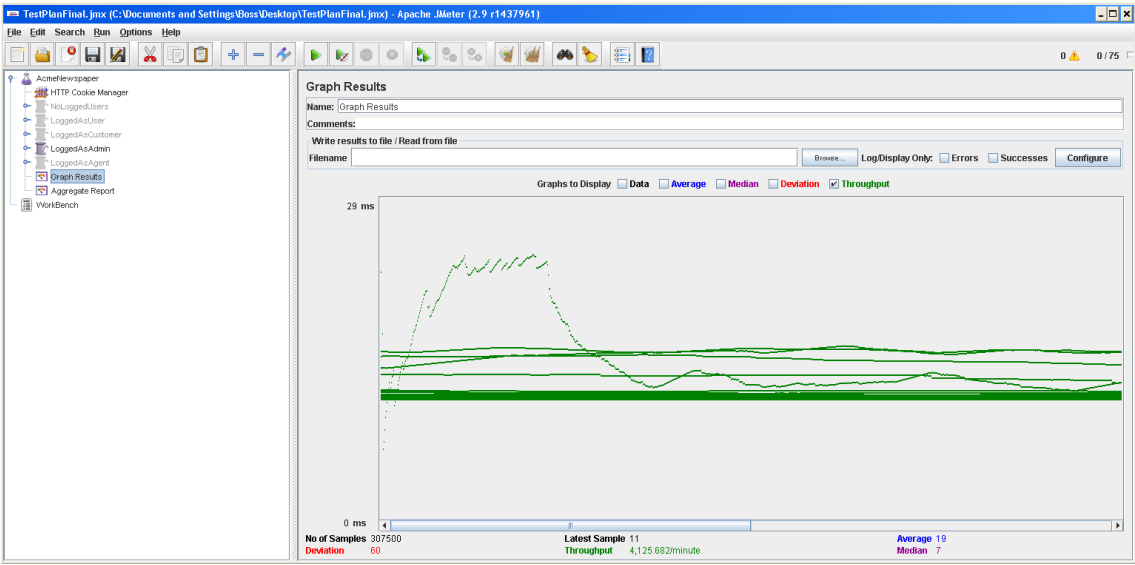 TestPlanFinal.jmx (C:\Documents and Settings\Boss\Desktop\TestPlanFinal.jmx) - Apache JMeter (2.9 r1437961)
File Edit Search Run Options Help
0 0 / 75
AcmeNewspaper
HTTP Cookie Manager
NoLoggedUsers
LoggedAsUser
LoggedAsCustomer
LoggedAsAdmin
LoggedAsAgent
Graph Results
Aggregate Report
WorkBench
Graph Results
Name: Graph Results
Comments:
Write results to file / Read from file
Filename Browse... Log/Display Only: Errors Successes Configure
Graphs to Display Data Average Median Deviation Throughput
29 ms
0 ms
No of Samples 307500 Latest Sample 11 Average 19
Deviation 60 Throughput 4,125.682/minute Median 7